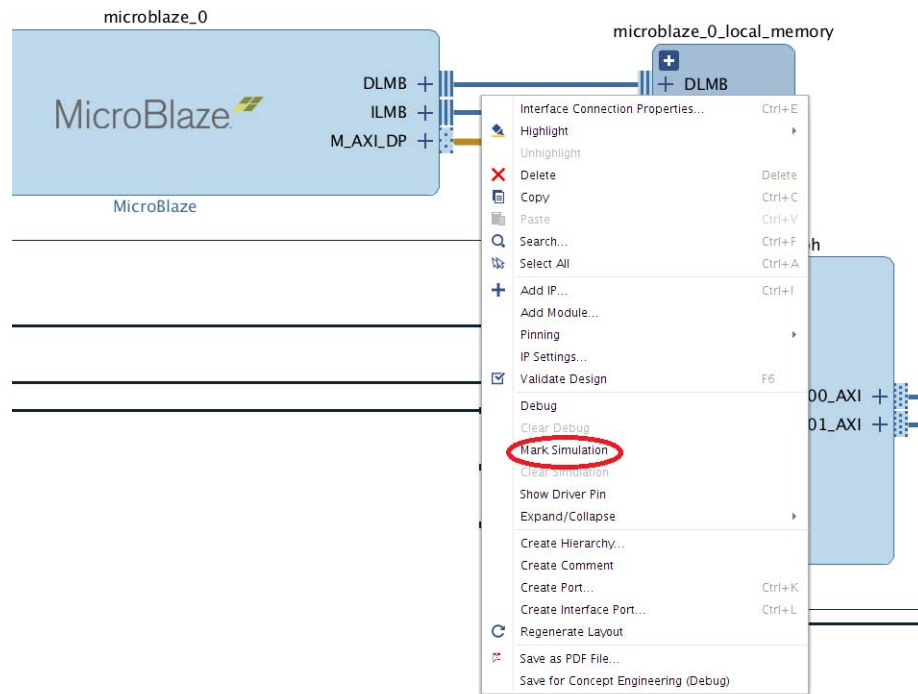 microblaze_0
microblaze_0_local_memory
DLMB
ILMB
M_AXI_DP
MicroBlaze
MicroBlaze
DLMB
Interface Connection Properties... Ctrl+E
Highlight
Unhighlight
Delete Delete
Copy Ctrl+C
Paste Ctrl+V
Search... Ctrl+F
Select All Ctrl+A
Add IP... Ctrl+I
Add Module...
Pinning
IP Settings...
Validate Design F6
Debug
Clear Debug
Mark Simulation
Clear Simulation
Show Driver Pin
Expand/Collapse
Create Hierarchy...
Create Comment
Create Port... Ctrl+K
Create Interface Port... Ctrl+L
Regenerate Layout
Save as PDF File...
Save for Concept Engineering (Debug)
h
00_AXI
01_AXI